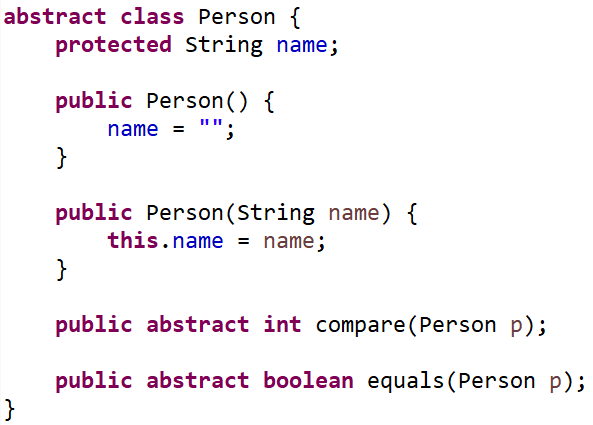 abstract class Person {
    protected String name;

    public Person() {
        name = "";
    }

    public Person(String name) {
        this.name = name;
    }

    public abstract int compare(Person p);

    public abstract boolean equals(Person p);
}